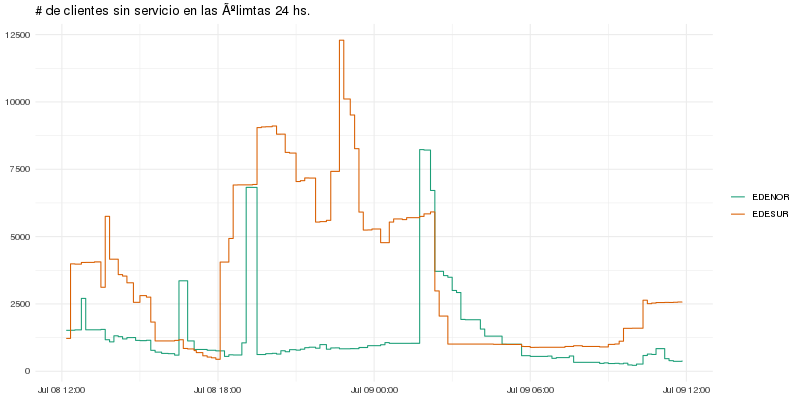 # de clientes sin servicio en las Ãºlimtas 24 hs.
12500
10000
7500
5000
2500
0
Jul 08 12:00
Jul 08 18:00
Jul 09 00:00
Jul 09 06:00
Jul 09 12:00
EDENOR
EDESUR